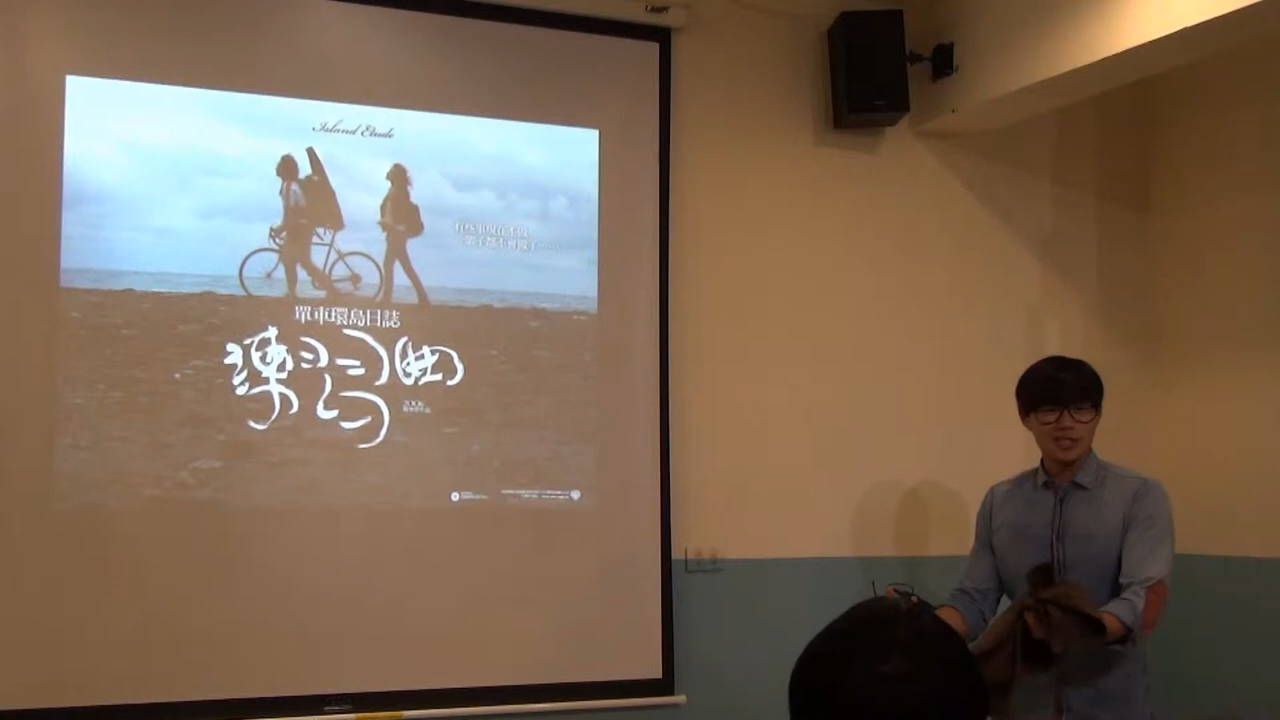 Island Etude
有些事現在不做
一輩子都不會做了……
單車環島日誌
練習曲
2006